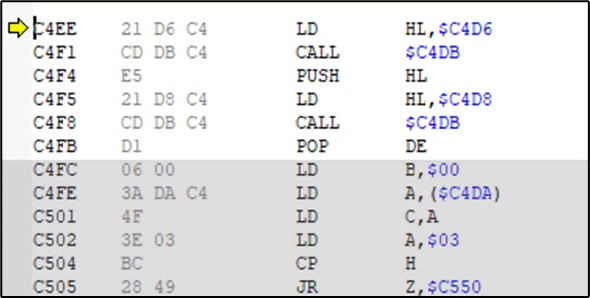 C4EE 21 D6 C4 LD HL,$C4D6
C4F1 CD DB C4 CALL $C4DB
C4F4 E5 PUSH HL
C4F5 21 D8 C4 LD HL,$C4D8
C4F8 CD DB C4 CALL $C4DB
C4FB D1 POP DE
C4FC 06 00 LD B,$00
C4FE 3A DA C4 LD A,($C4DA)
C501 4F LD C,A
C502 3E 03 LD A,$03
C504 BC CP H
C505 28 49 JR Z,$C550